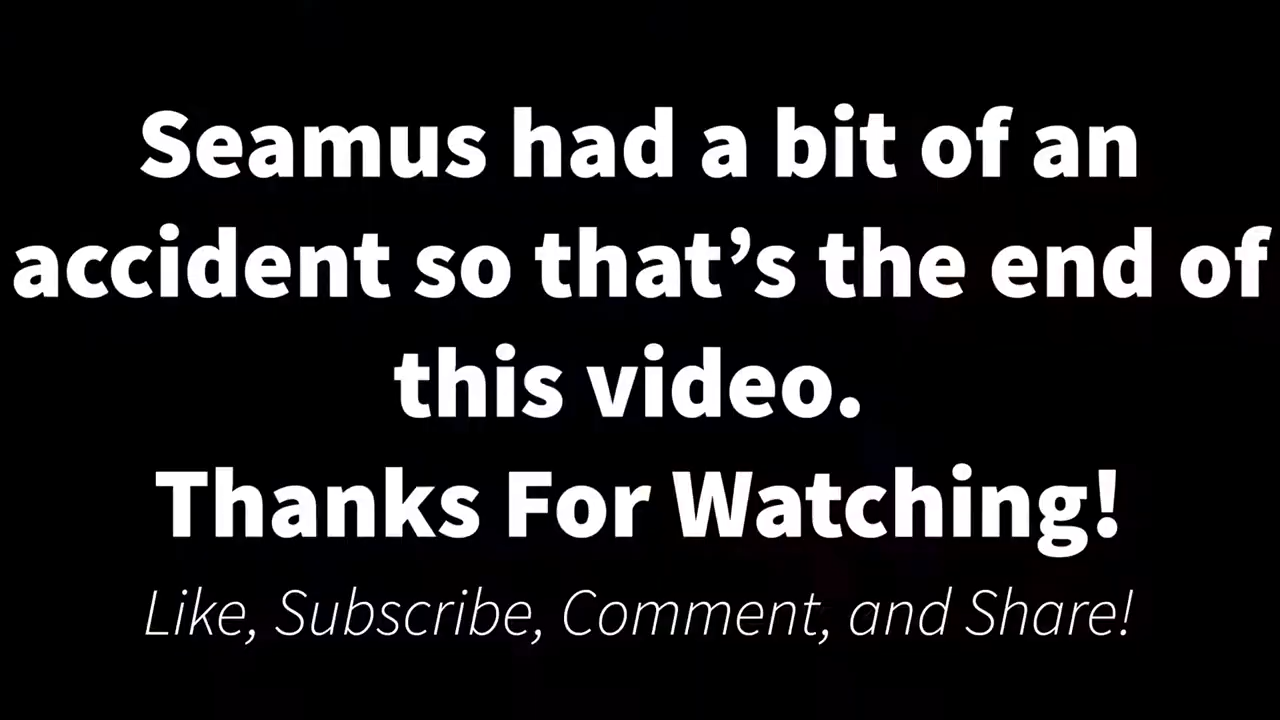 Seamus had a bit of an
accident so that’s the end of
this video.
Thanks For Watching!
Like, Subscribe, Comment, and Share!